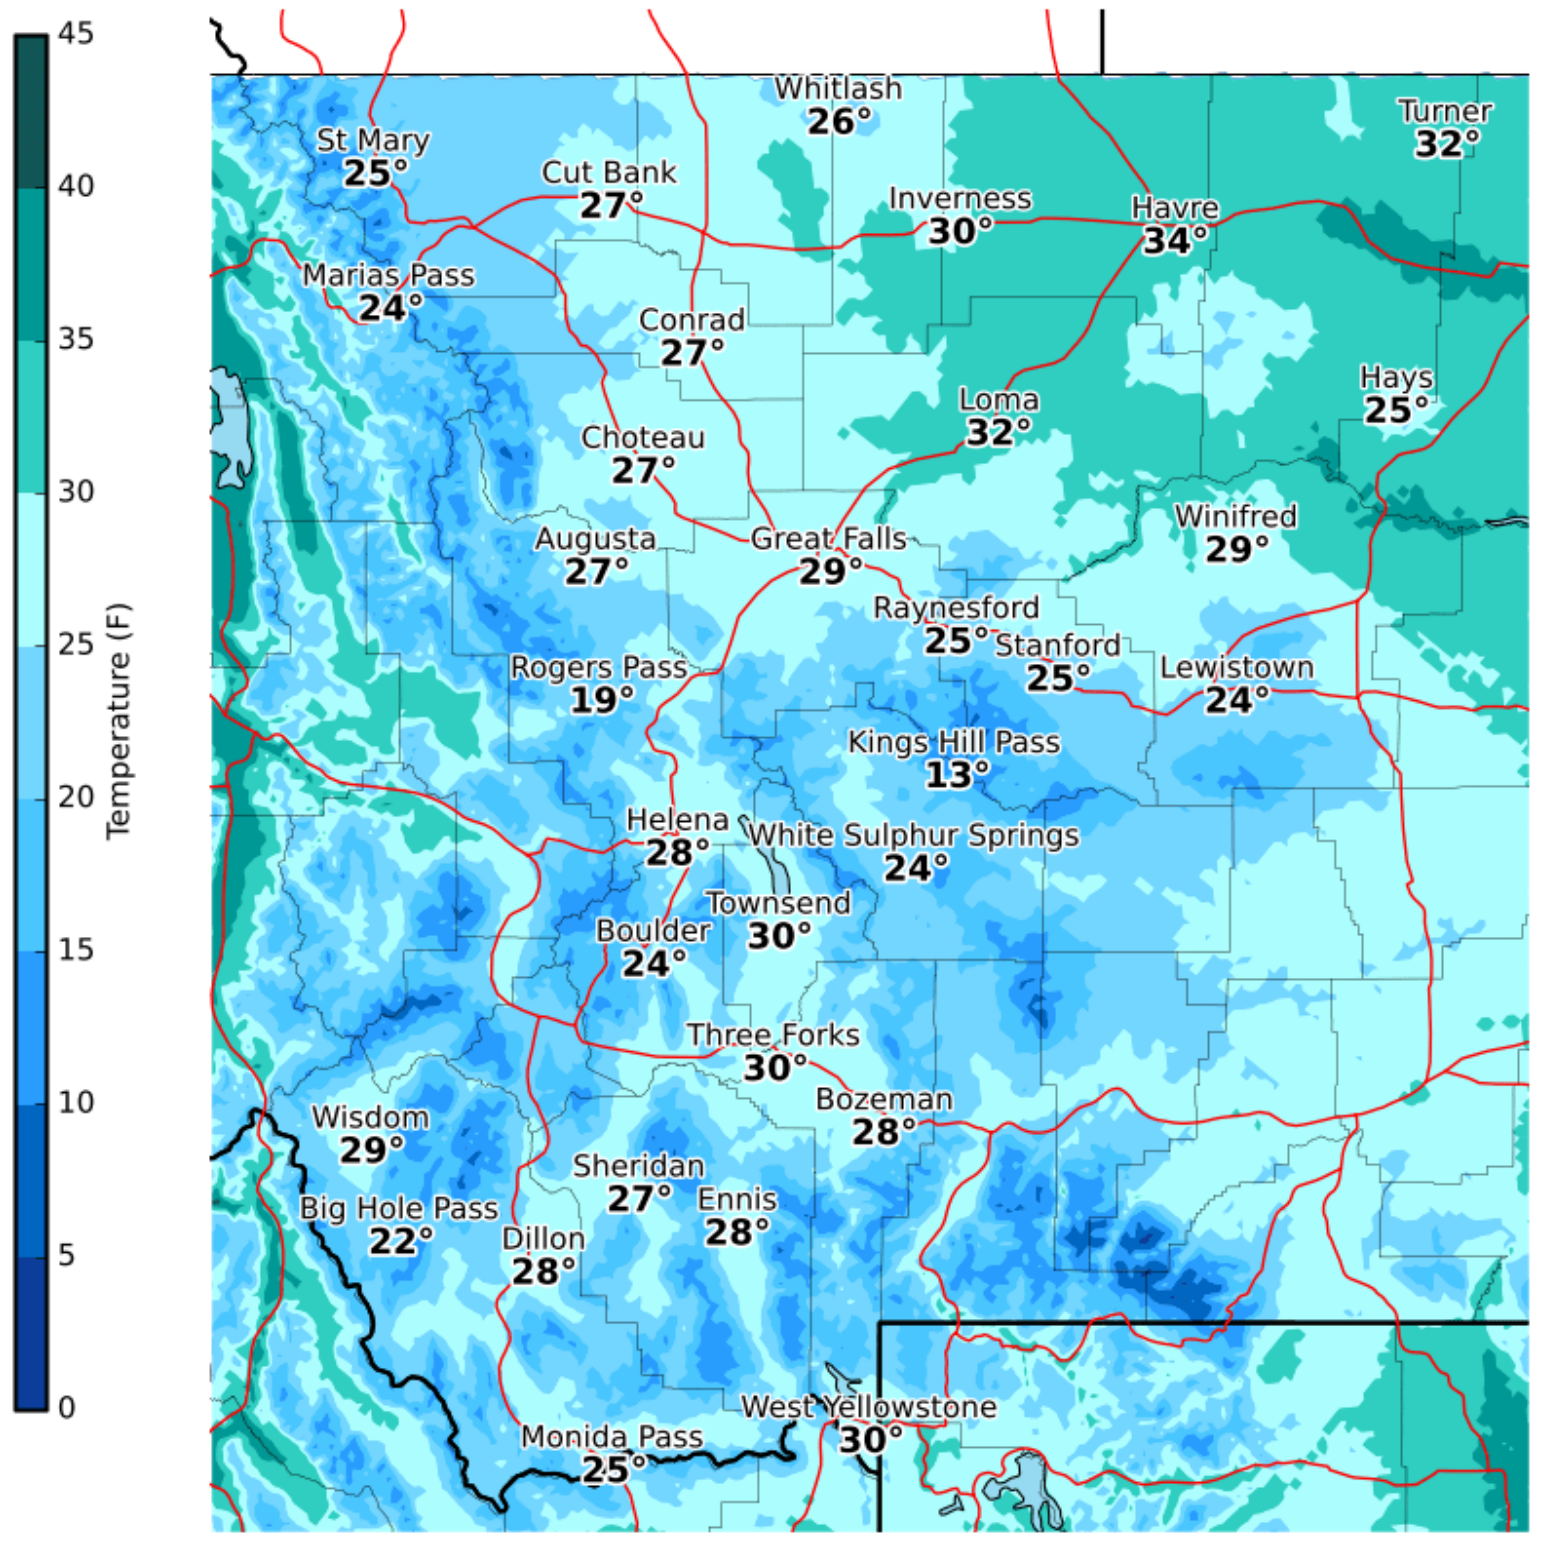 45
40
35
30
25
20
15
10
5
0
Temperature (F)
Whitlash
26°
Turner
32°
St Mary
25°
Cut Bank
27°
Inverness
30°
Havre
34°
Marias Pass
24°
Conrad
27°
Hays
25°
Loma
32°
Choteau
27°
Winifred
29°
Augusta
27°
Great Falls
29°
Raynesford
25°
Stanford
25°
Rogers Pass
19°
Lewistown
24°
Kings Hill Pass
13°
Helena
28°
White Sulphur Springs
24°
Townsend
30°
Boulder
24°
Three Forks
30°
Bozeman
28°
Wisdom
29°
Sheridan
27°
Ennis
28°
Big Hole Pass
22°
Dillon
28°
West Yellowstone
30°
Monida Pass
25°